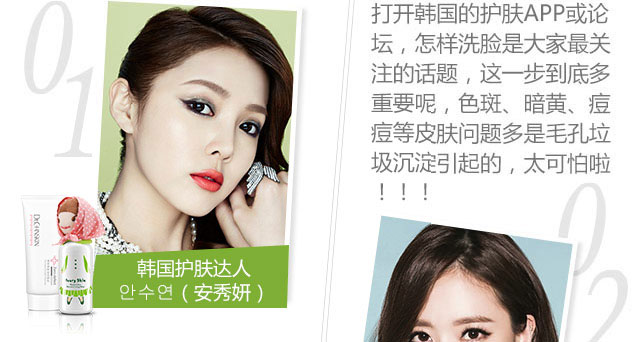 01
打开韩国的护肤APP或论
坛，怎样洗脸是大家最关
注的话题，这一步到底多
重要呢，色斑、暗黄、痘
痘等皮肤问题多是毛孔垃
圾沉淀引起的，太可怕啦
！！！
韩国护肤达人
안수연（安秀妍）
02